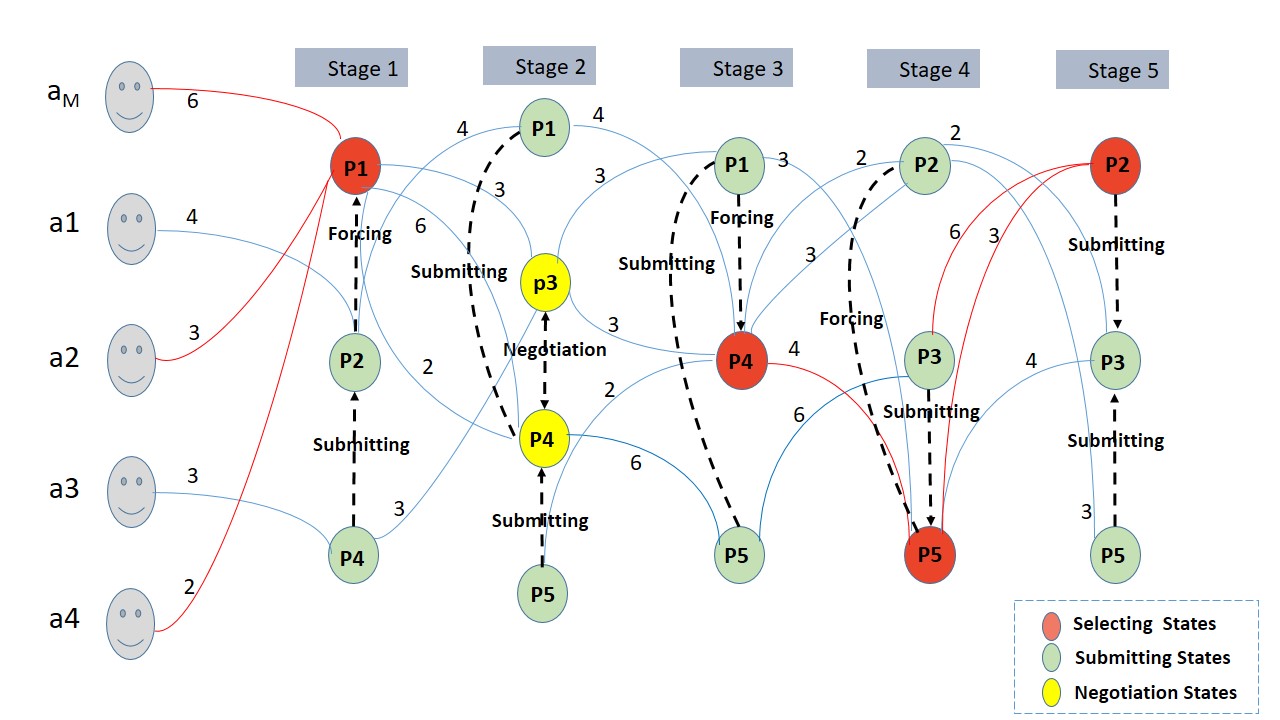 Stage 1
Stage 2
Stage 3
Stage 4
Stage 5
aM
6
a1
4
a2
3
a3
3
a4
2
P1
Forcing
P2
Submitting
P4
4
3
6
2
3
P1
Submitting
p3
Negotiation
P4
Submitting
P5
4
3
3
2
6
P1
Forcing
Submitting
P4
P5
3
2
3
4
6
P2
Forcing
P3
Submitting
P5
2
6
3
4
3
P2
Submitting
P3
Submitting
P5
Selecting States
Submitting States
Negotiation States